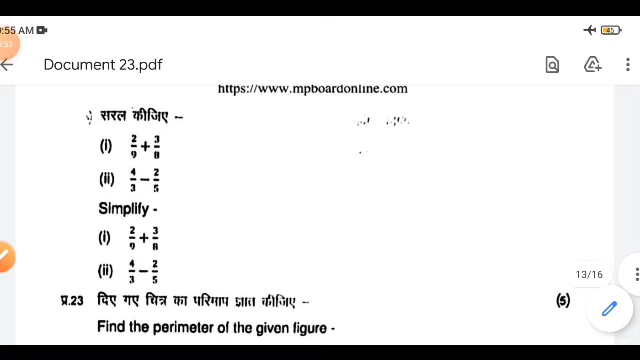 :55 AM
45
9:53
Document 23.pdf
https://www.mpboardonline.com
सरल कीजिए –
(i) 2/9 + 3/8
(ii) 4/3 – 2/5
Simplify -
(i) 2/9 + 3/8
(ii) 4/3 – 2/5
13/16
प्र.23 दिए गए चित्र का परिमाप ज्ञात कीजिए – (5)
Find the perimeter of the given figure -